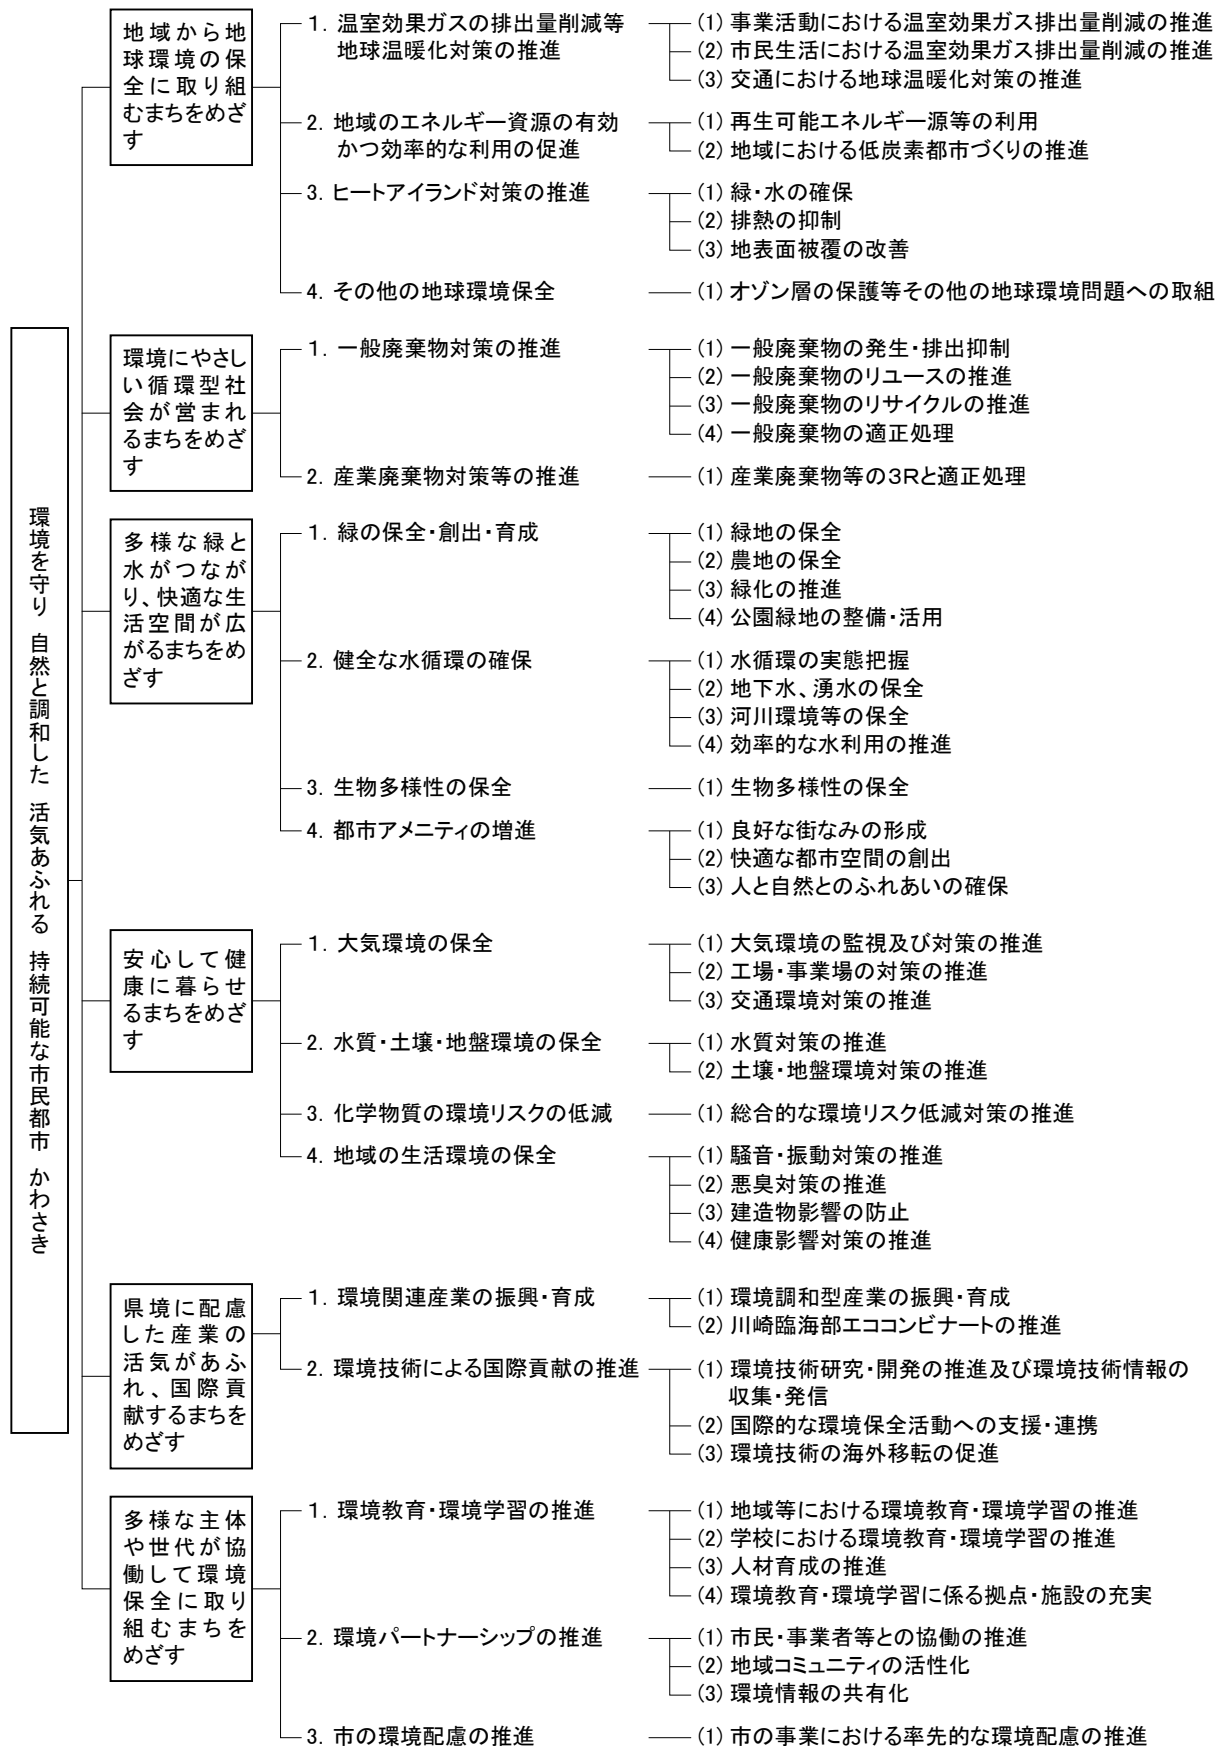 環境を守り 自然と調和した 活気あふれる 持続可能な市民都市 かわさき
地域から地
球環境の保
全に取り組
むまちをめざ
す
1. 温室効果ガスの排出量削減等
地球温暖化対策の推進
(1) 事業活動における温室効果ガス排出量削減の推進
(2) 市民生活における温室効果ガス排出量削減の推進
(3) 交通における地球温暖化対策の推進
2. 地域のエネルギー資源の有効
かつ効率的な利用の促進
(1) 再生可能エネルギー源等の利用
(2) 地域における低炭素都市づくりの推進
3. ヒートアイランド対策の推進
(1) 緑・水の確保
(2) 排熱の抑制
(3) 地表面被覆の改善
4. その他の地球環境保全
(1) オゾン層の保護等その他の地球環境問題への取組
環境にやさし
い循環型社
会が営まれ
るまちをめざ
す
1. 一般廃棄物対策の推進
(1) 一般廃棄物の発生・排出抑制
(2) 一般廃棄物のリユースの推進
(3) 一般廃棄物のリサイクルの推進
(4) 一般廃棄物の適正処理
2. 産業廃棄物対策等の推進
(1) 産業廃棄物等の3Rと適正処理
多様な緑と
水がつなが
り、快適な生
活空間が広
がるまちをめ
ざす
1. 緑の保全・創出・育成
(1) 緑地の保全
(2) 農地の保全
(3) 緑化の推進
(4) 公園緑地の整備・活用
2. 健全な水循環の確保
(1) 水循環の実態把握
(2) 地下水、湧水の保全
(3) 河川環境等の保全
(4) 効率的な水利用の推進
3. 生物多様性の保全
(1) 生物多様性の保全
4. 都市アメニティの増進
(1) 良好な街なみの形成
(2) 快適な都市空間の創出
(3) 人と自然とのふれあいの確保
安心して健
康に暮らせ
るまちをめざ
す
1. 大気環境の保全
(1) 大気環境の監視及び対策の推進
(2) 工場・事業場の対策の推進
(3) 交通環境対策の推進
2. 水質・土壌・地盤環境の保全
(1) 水質対策の推進
(2) 土壌・地盤環境対策の推進
3. 化学物質の環境リスクの低減
(1) 総合的な環境リスク低減対策の推進
4. 地域の生活環境の保全
(1) 騒音・振動対策の推進
(2) 悪臭対策の推進
(3) 建造物影響の防止
(4) 健康影響対策の推進
県境に配慮
した産業の
活気があふ
れ、国際貢
献するまちを
めざす
1. 環境関連産業の振興・育成
(1) 環境調和型産業の振興・育成
(2) 川崎臨海部エココンビナートの推進
2. 環境技術による国際貢献の推進
(1) 環境技術研究・開発の推進及び環境技術情報の
収集・発信
(2) 国際的な環境保全活動への支援・連携
(3) 環境技術の海外移転の促進
多様な主体
や世代が協
働して環境
保全に取り
組むまちを
めざす
1. 環境教育・環境学習の推進
(1) 地域等における環境教育・環境学習の推進
(2) 学校における環境教育・環境学習の推進
(3) 人材育成の推進
(4) 環境教育・環境学習に係る拠点・施設の充実
2. 環境パートナーシップの推進
(1) 市民・事業者等との協働の推進
(2) 地域コミュニティの活性化
(3) 環境情報の共有化
3. 市の環境配慮の推進
(1) 市の事業における率先的な環境配慮の推進